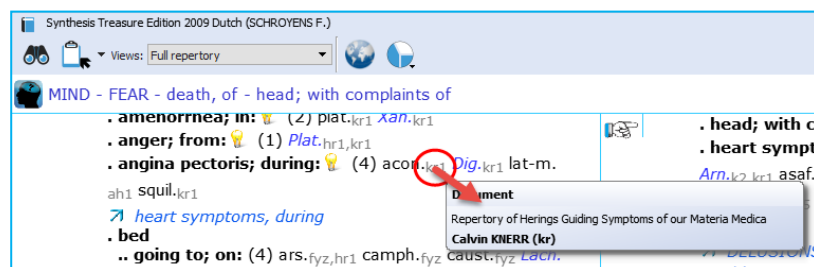 Synthesis Treasure Edition 2009 Dutch (SCHROYENS F.)
Views: Full repertory
MIND - FEAR - death, of - head; with complaints of
. amenorrhea; in: (2) plat.kr1 Xan.kr1
. anger; from: (1) Plat.hr1,kr1
. angina pectoris; during: (4) acon.kr1 Dig.kr1 lat-m.
ah1 squil.kr1
heart symptoms, during
. bed
.. going to; on: (4) ars.fyz,hr1 camph.fyz caust.fyz Lach.
. head; with c
. heart sympt
Arn.k2,kr1 asaf.
Document
Repertory of Herings Guiding Symptoms of our Materia Medica
Calvin KNERR (kr)
DELUSIONS